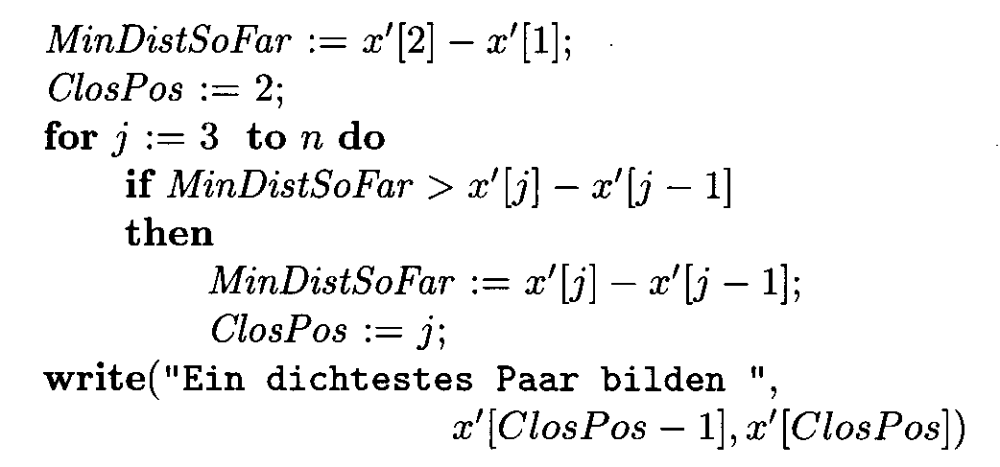 MinDistSoFar := x′[2] − x′[1];
ClosPos := 2;
for j := 3 to n do
if MinDistSoFar > x′[j] − x′[j − 1]
then
MinDistSoFar := x′[j] − x′[j − 1];
ClosPos := j;
write("Ein dichtestes Paar bilden ",
x′[ClosPos − 1], x′[ClosPos])